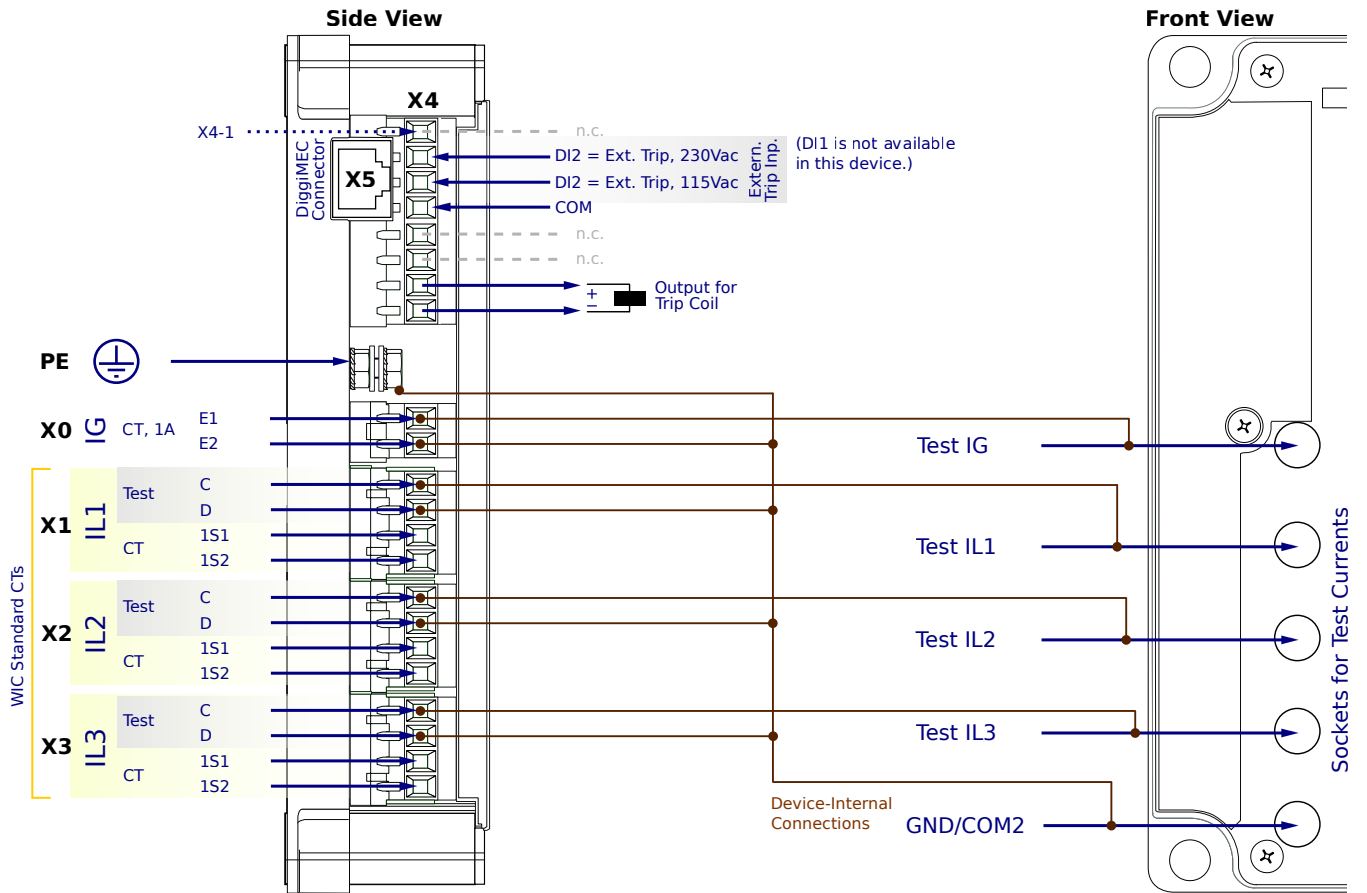 Side View
Front View
X4
X4-1
n.c.
DI2 = Ext. Trip, 230Vac
DI2 = Ext. Trip, 115Vac
COM
Extern.
Trip Inp.
(DI1 is not available
in this device.)
X5
DiggiMEC
Connector
n.c.
n.c.
+
−
Output for
Trip Coil
PE
X0
IG
CT, 1A
E1
E2
Test IG
WIC Standard CTs
X1
IL1
Test
C
D
CT
1S1
1S2
Test IL1
X2
IL2
Test
C
D
CT
1S1
1S2
Test IL2
X3
IL3
Test
C
D
CT
1S1
1S2
Test IL3
Sockets for Test Currents
Device-Internal
Connections
GND/COM2